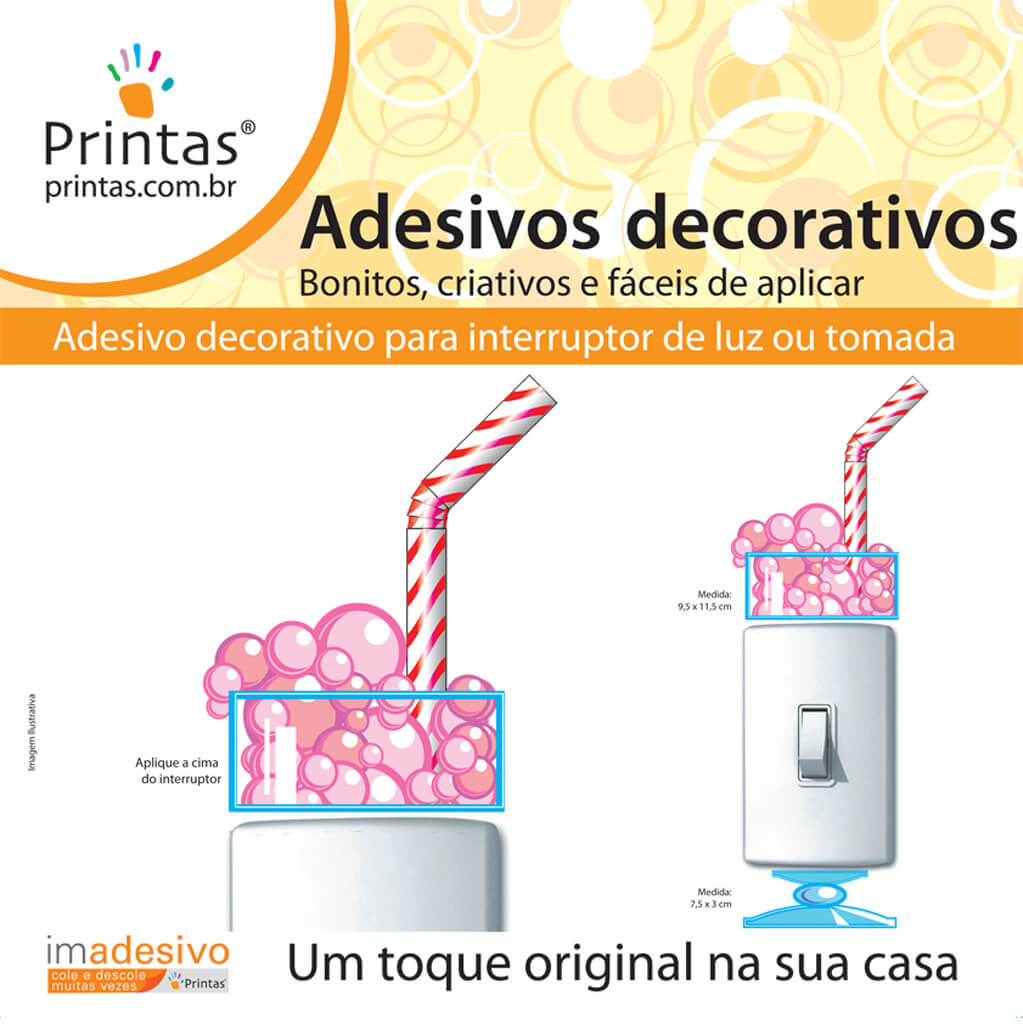 Printas®
printas.com.br
Adesivos decorativos
Bonitos, criativos e fáceis de aplicar
Adesivo decorativo para interruptor de luz ou tomada
Medida:
9,5 x 11,5 cm
Imagem Ilustrativa
Aplique a cima
do interruptor
Medida:
7,5 x 3 cm
imadesivo
cole e descole
muitas vezes
Printas®
Um toque original na sua casa